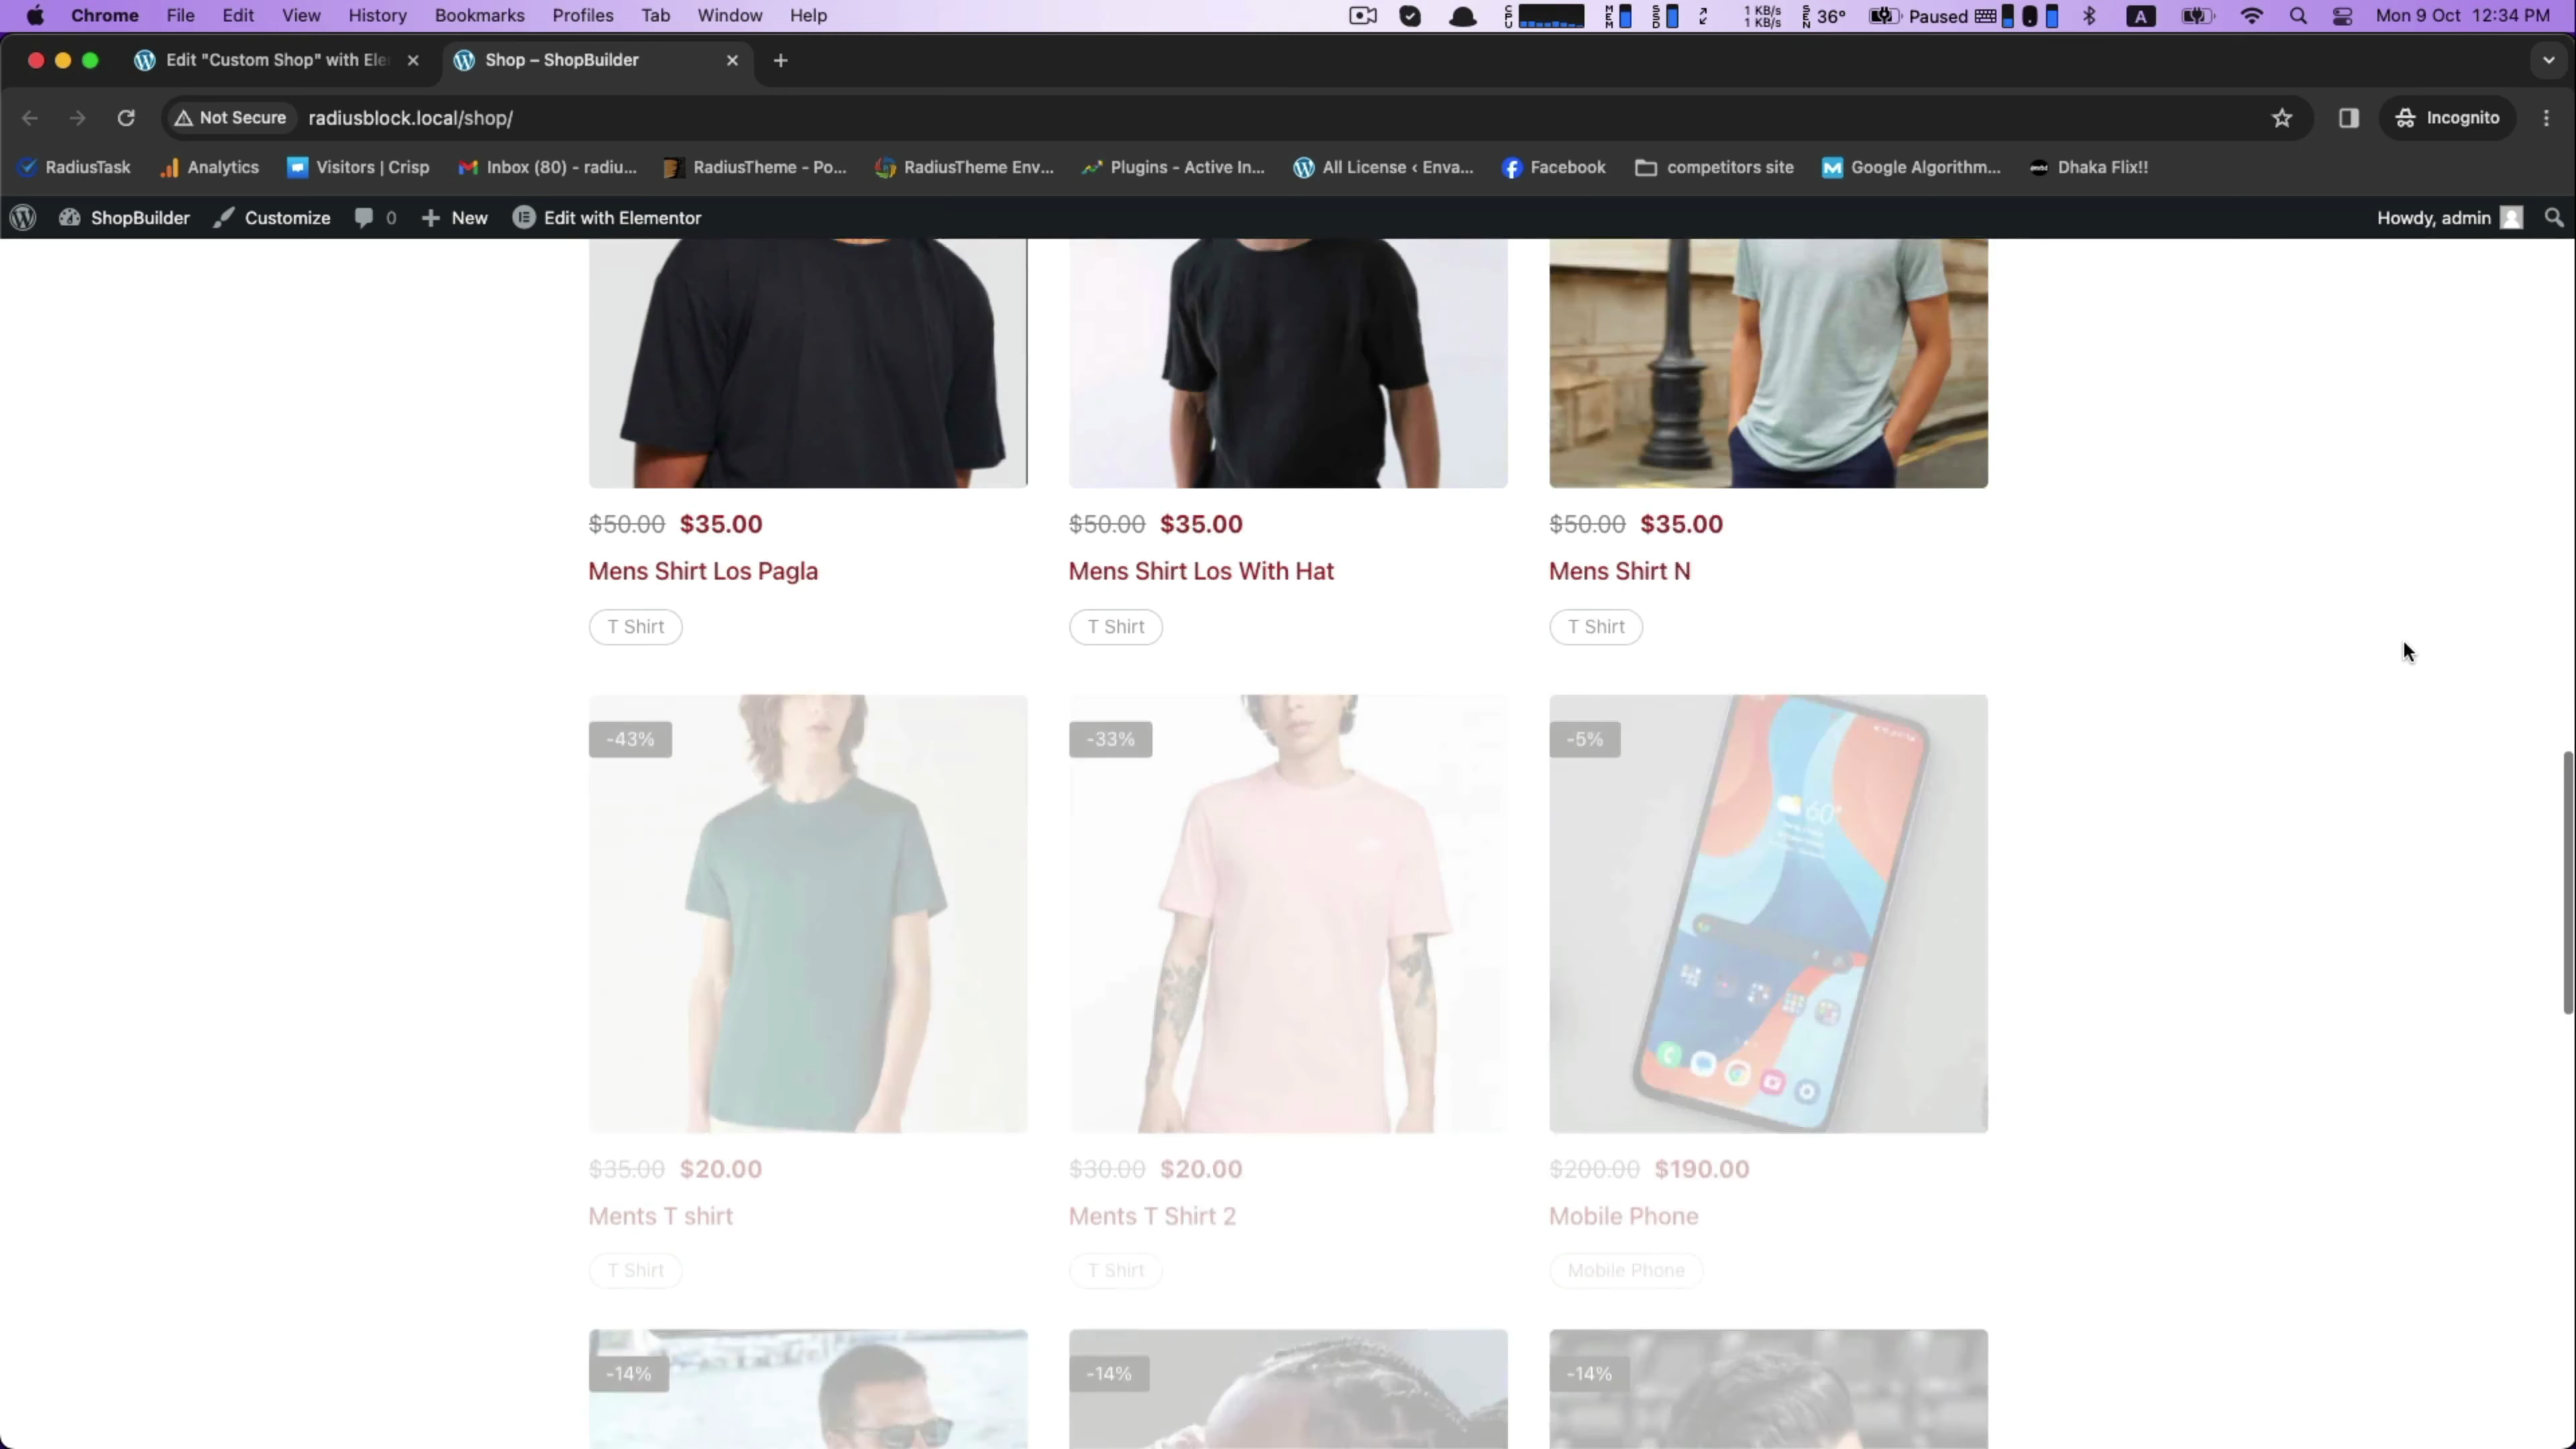 Chrome File Edit View History Bookmarks Profiles Tab Window Help CPU MEM SSD 1 KB/s 1 KB/s SEN 36° Paused A Mon 9 Oct 12:34 PM
Edit "Custom Shop" with Ele Shop – ShopBuilder
Not Secure radiusblock.local/shop/ Incognito
RadiusTask Analytics Visitors | Crisp Inbox (80) - radiu... RadiusTheme - Po... RadiusTheme Env... Plugins - Active In... All License ‹ Enva... Facebook competitors site Google Algorithm... Dhaka Flix!!
ShopBuilder Customize 0 New Edit with Elementor Howdy, admin
$50.00 $35.00 $50.00 $35.00 $50.00 $35.00
Mens Shirt Los Pagla Mens Shirt Los With Hat Mens Shirt N
T Shirt T Shirt T Shirt
-43% -33% -5%
60°
$35.00 $20.00 $30.00 $20.00 $200.00 $190.00
Ments T shirt Ments T Shirt 2 Mobile Phone
T Shirt T Shirt Mobile Phone
-14% -14% -14%